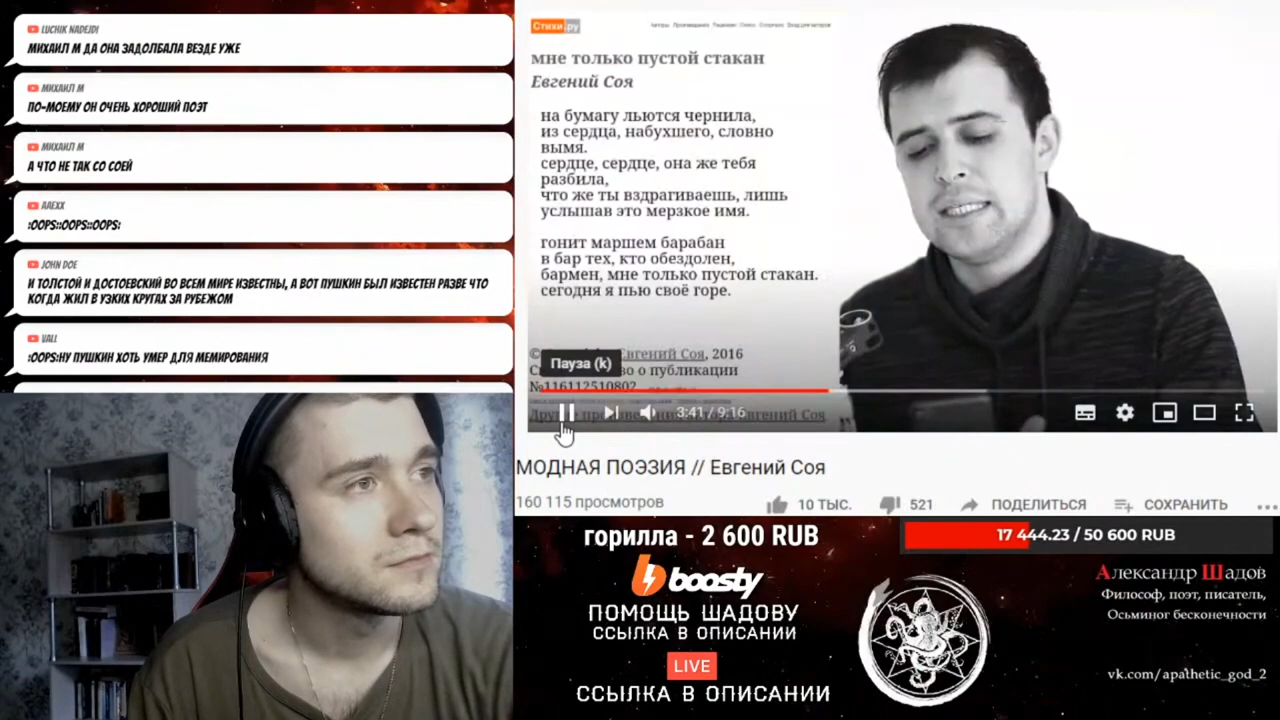 LUCHIK NADEJDI
МИХАИЛ М ДА ОНА ЗАДОЛБАЛА ВЕЗДЕ УЖЕ
МИХАИЛ М
ПО-МОЕМУ ОН ОЧЕНЬ ХОРОШИЙ ПОЭТ
МИХАИЛ М
А ЧТО НЕ ТАК СО СОЕЙ
AAEXX
:OOPS::OOPS::OOPS:
JOHN DOE
И ТОЛСТОЙ И ДОСТОЕВСКИЙ ВО ВСЕМ МИРЕ ИЗВЕСТНЫ, А ВОТ ПУШКИН БЫЛ ИЗВЕСТЕН РАЗВЕ ЧТО
КОГДА ЖИЛ В УЗКИХ КРУГАХ ЗА РУБЕЖОМ
VALL
:OOPS:НУ ПУШКИН ХОТЬ УМЕР ДЛЯ МЕМИРОВАНИЯ
Стихи.ру
мне только пустой стакан
Евгений Соя
на бумагу льются чернила,
из сердца, набухшего, словно
вымя.
сердце, сердце, она же тебя
разбила,
что же ты вздрагиваешь, лишь
услышав это мерзкое имя.
гонит маршем барабан
в бар тех, кто обездолен,
бармен, мне только пустой стакан.
сегодня я пью своё горе.
© Евгений Соя, 2016
Пауза (k)
о публикации
№116112510802
3:41 / 9:16
Евгений Соя
МОДНАЯ ПОЭЗИЯ // Евгений Соя
160 115 просмотров
10 ТЫС.
521
ПОДЕЛИТЬСЯ
СОХРАНИТЬ
горилла - 2 600 RUB
boosty
ПОМОЩЬ ШАДОВУ
ССЫЛКА В ОПИСАНИИ
LIVE
ССЫЛКА В ОПИСАНИИ
17 444.23 / 50 600 RUB
Александр Шадов
Философ, поэт, писатель,
Осьминог бесконечности
vk.com/apathetic_god_2